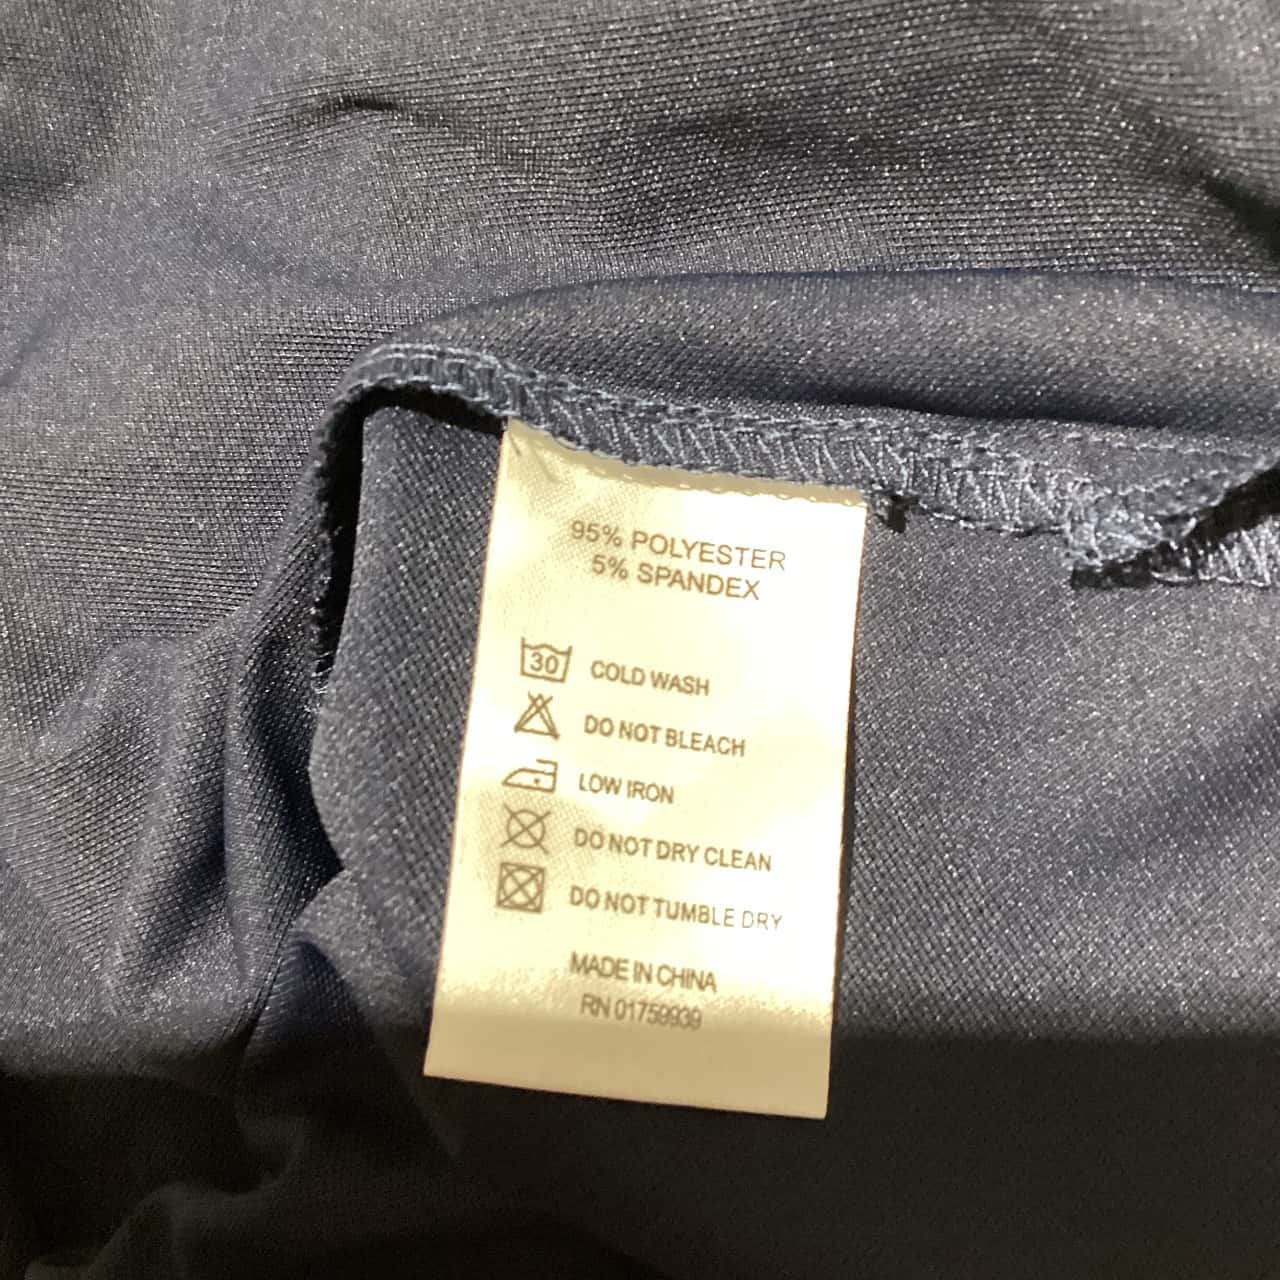 95% POLYESTER
5% SPANDEX
30 COLD WASH
DO NOT BLEACH
LOW IRON
DO NOT DRY CLEAN
DO NOT TUMBLE DRY
MADE IN CHINA
RN 01759939